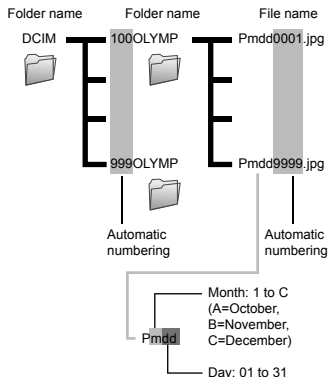 Folder name Folder name File name
DCIM 100OLYMP Pmdd0001.jpg
999OLYMP Pmdd9999.jpg
Automatic numbering Automatic numbering
Month: 1 to C
(A=October,
B=November,
C=December)
Pmdd
Day: 01 to 31